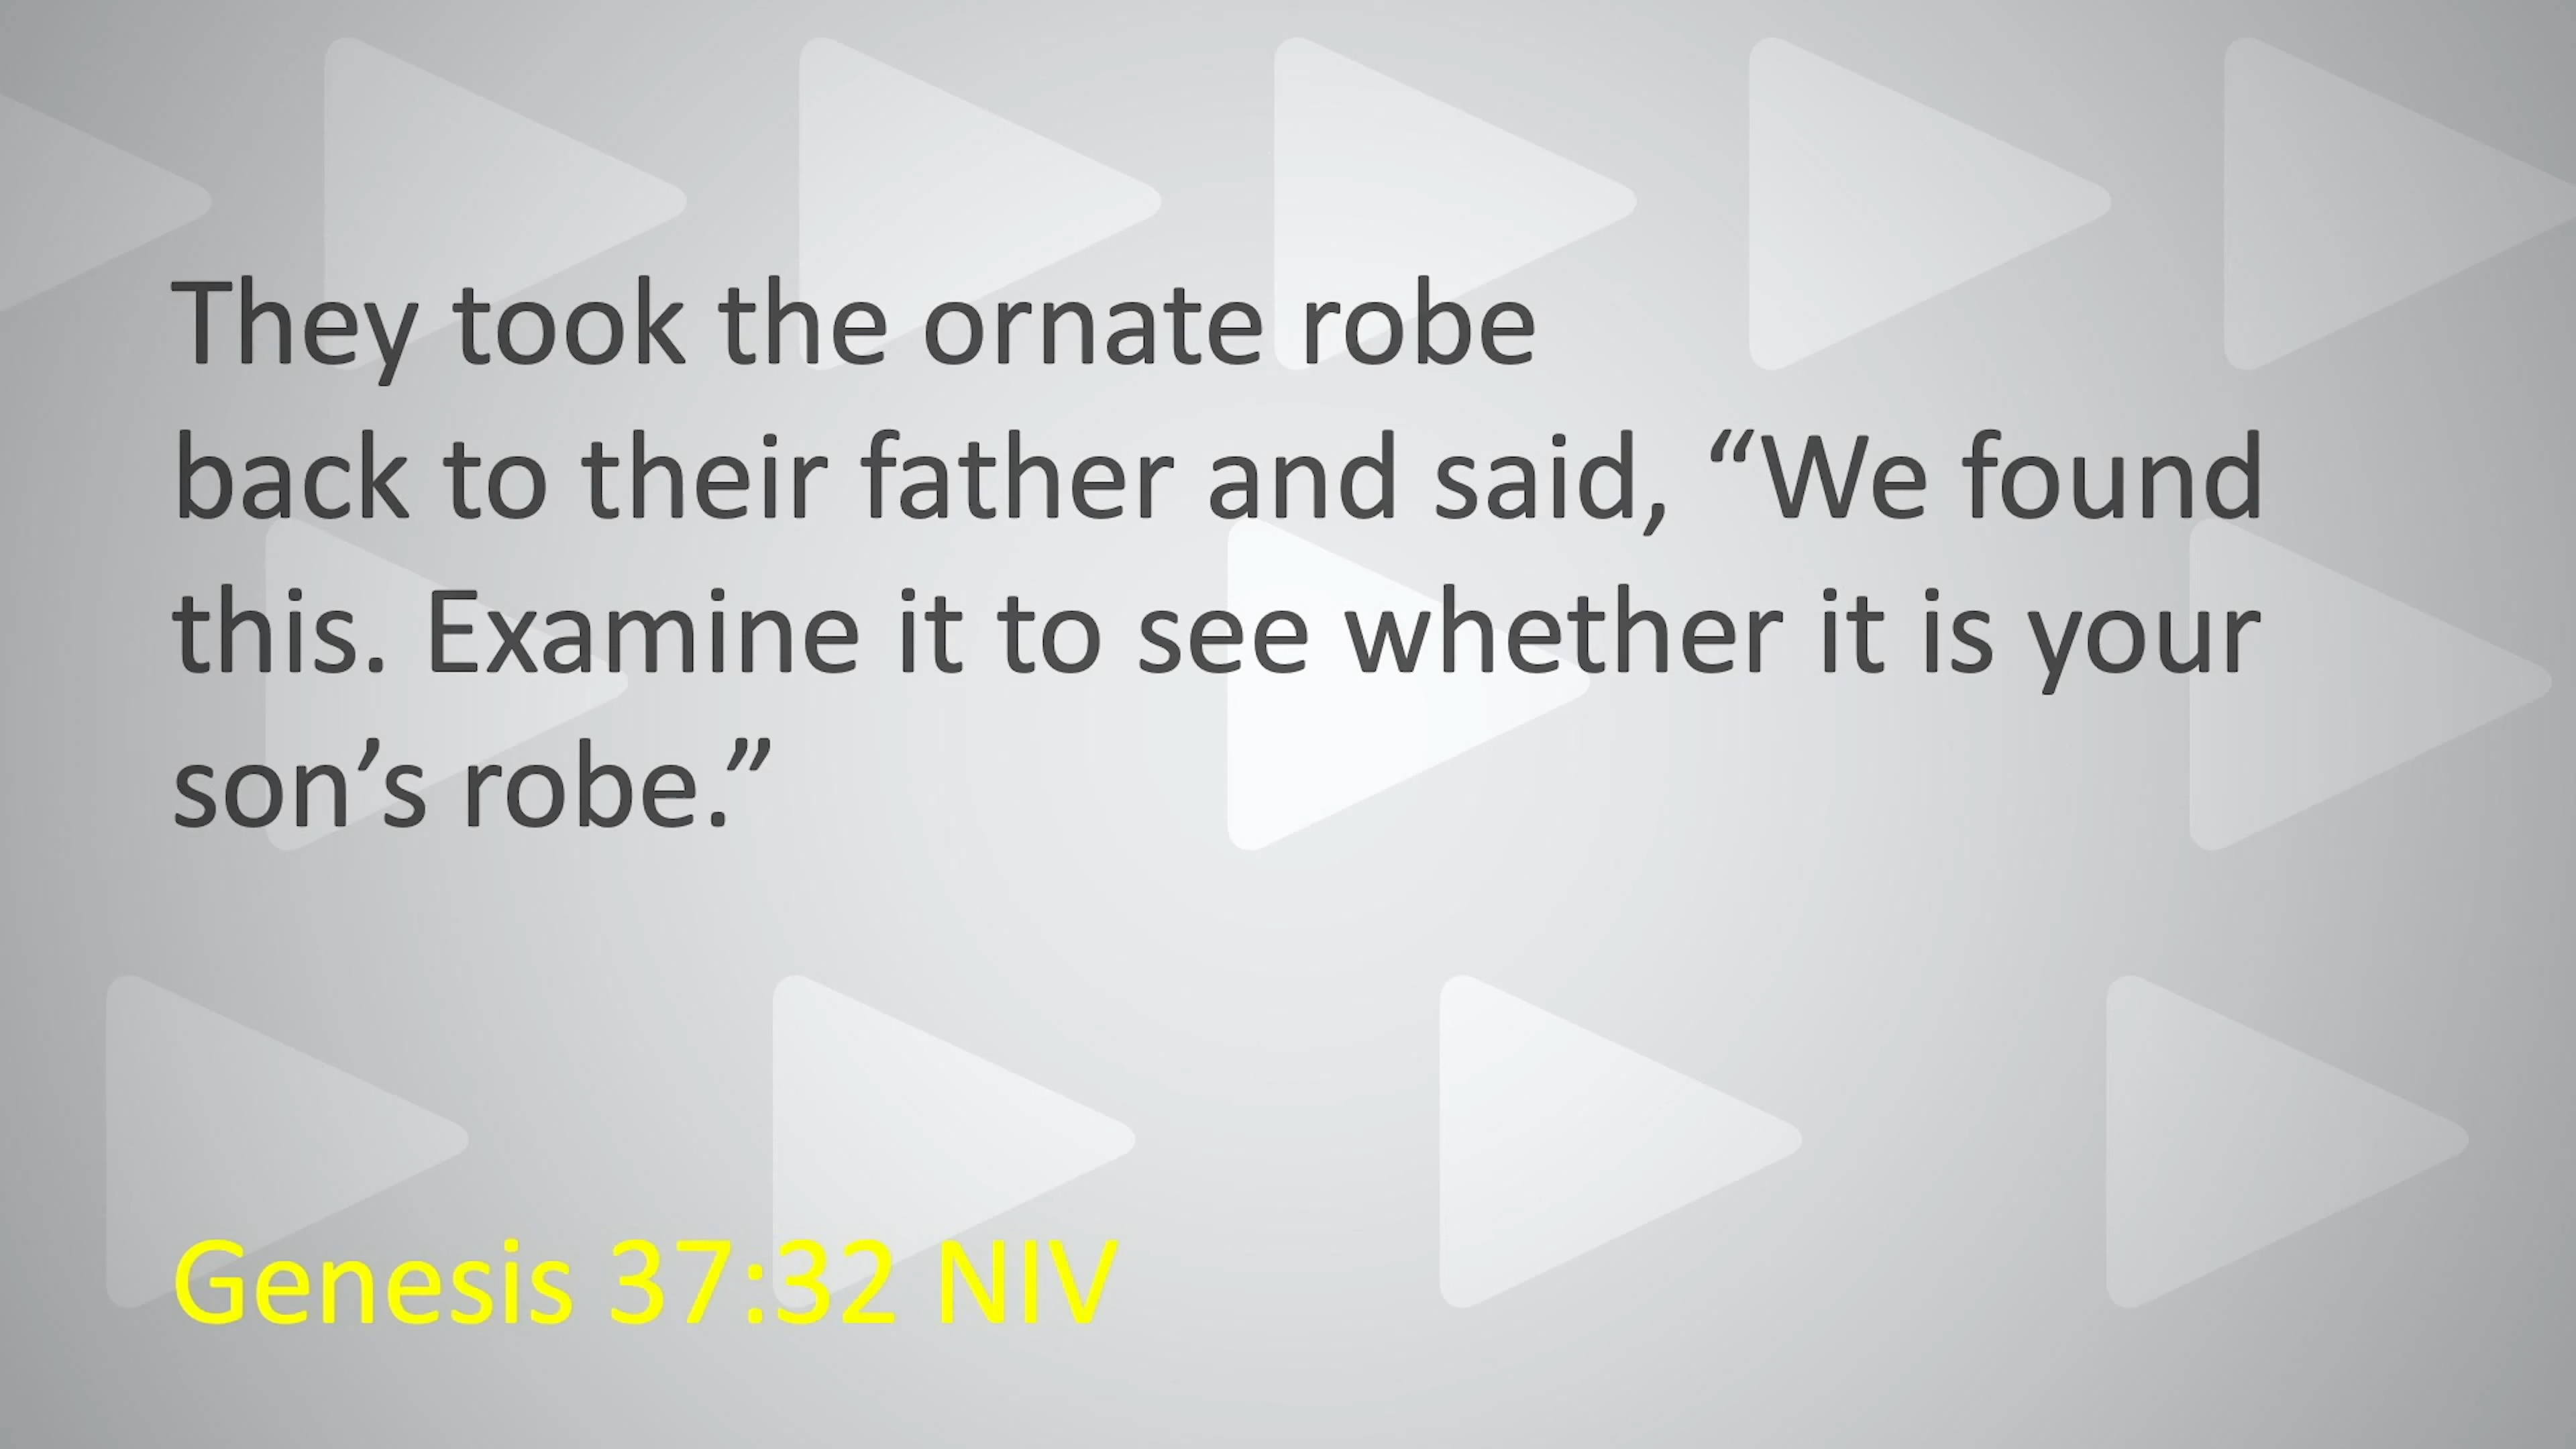 They took the ornate robe
back to their father and said, “We found
this. Examine it to see whether it is your
son’s robe.”
Genesis 37:32 NIV